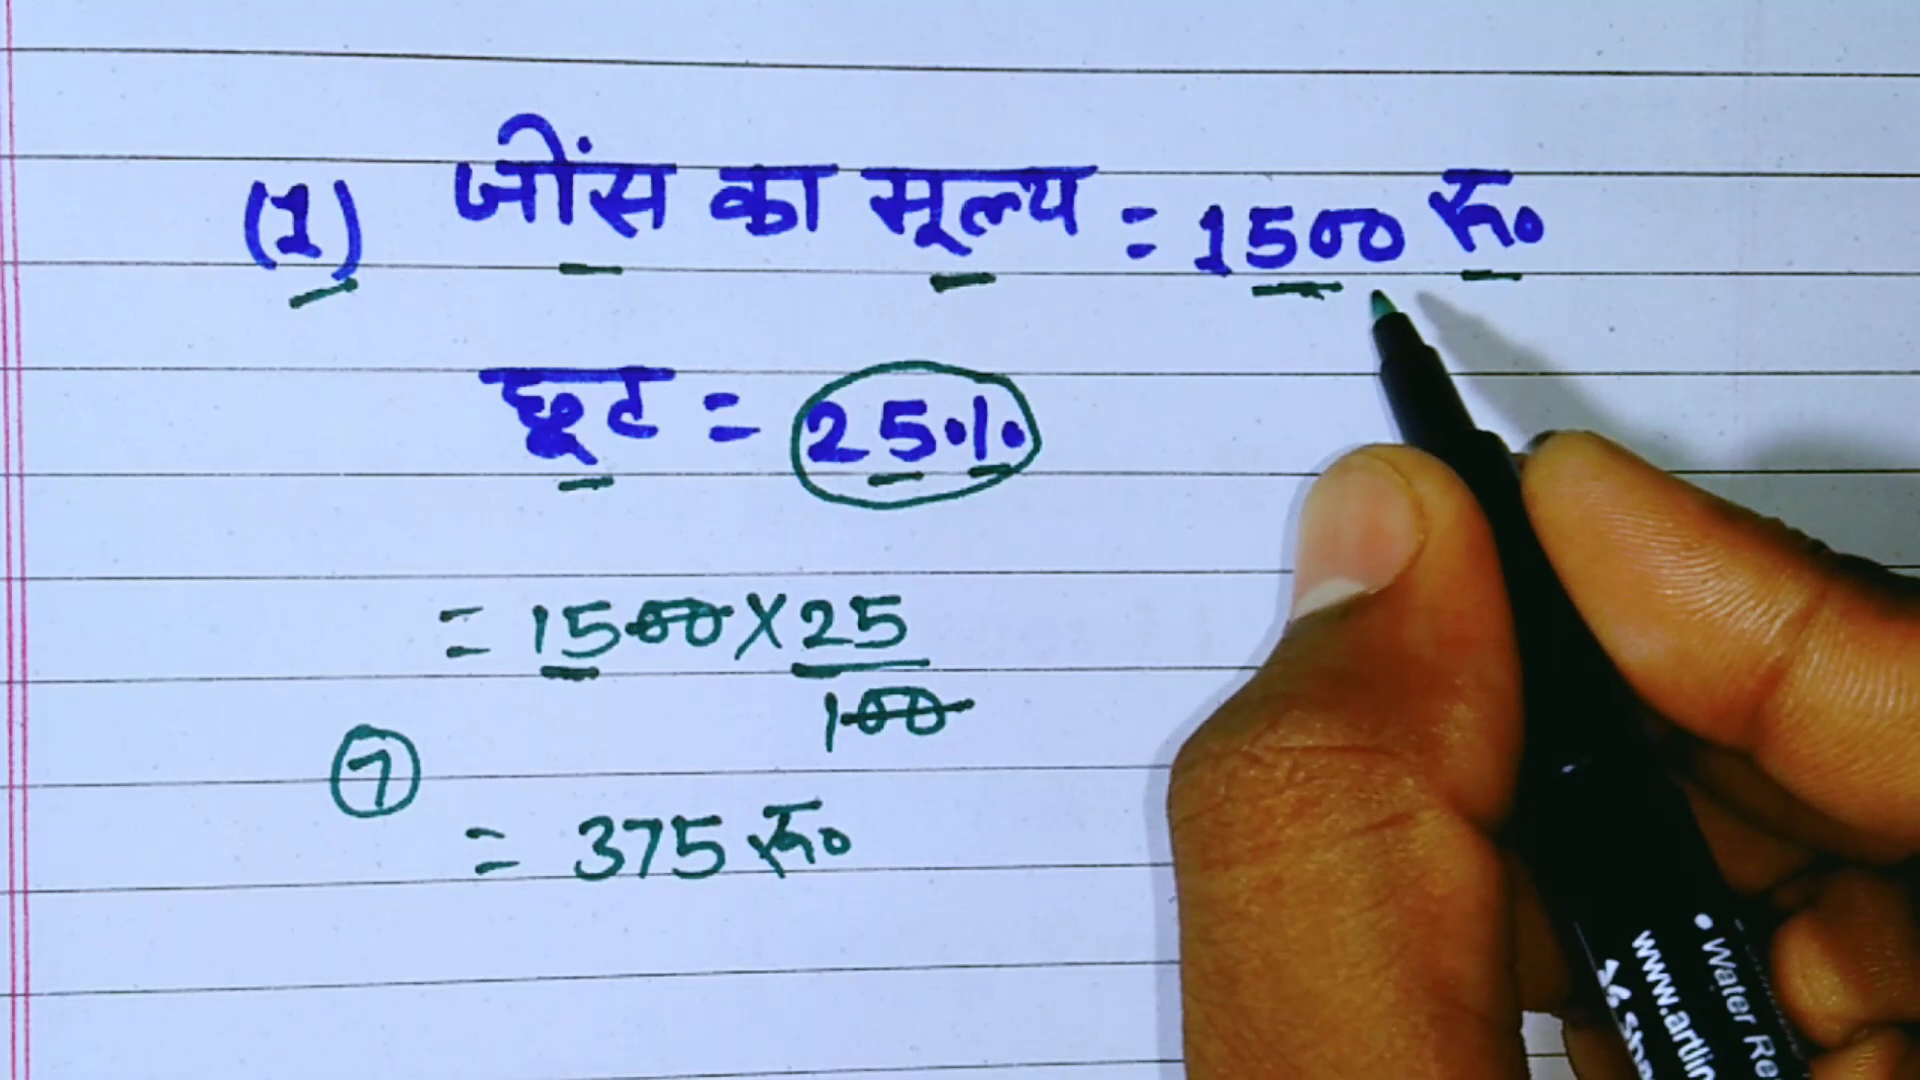 (1) जींस का मूल्य = 1500 रू०
छूट = 25%
= 1500 X 25
100
7
= 375 रू०
• Water Re
www.artlin